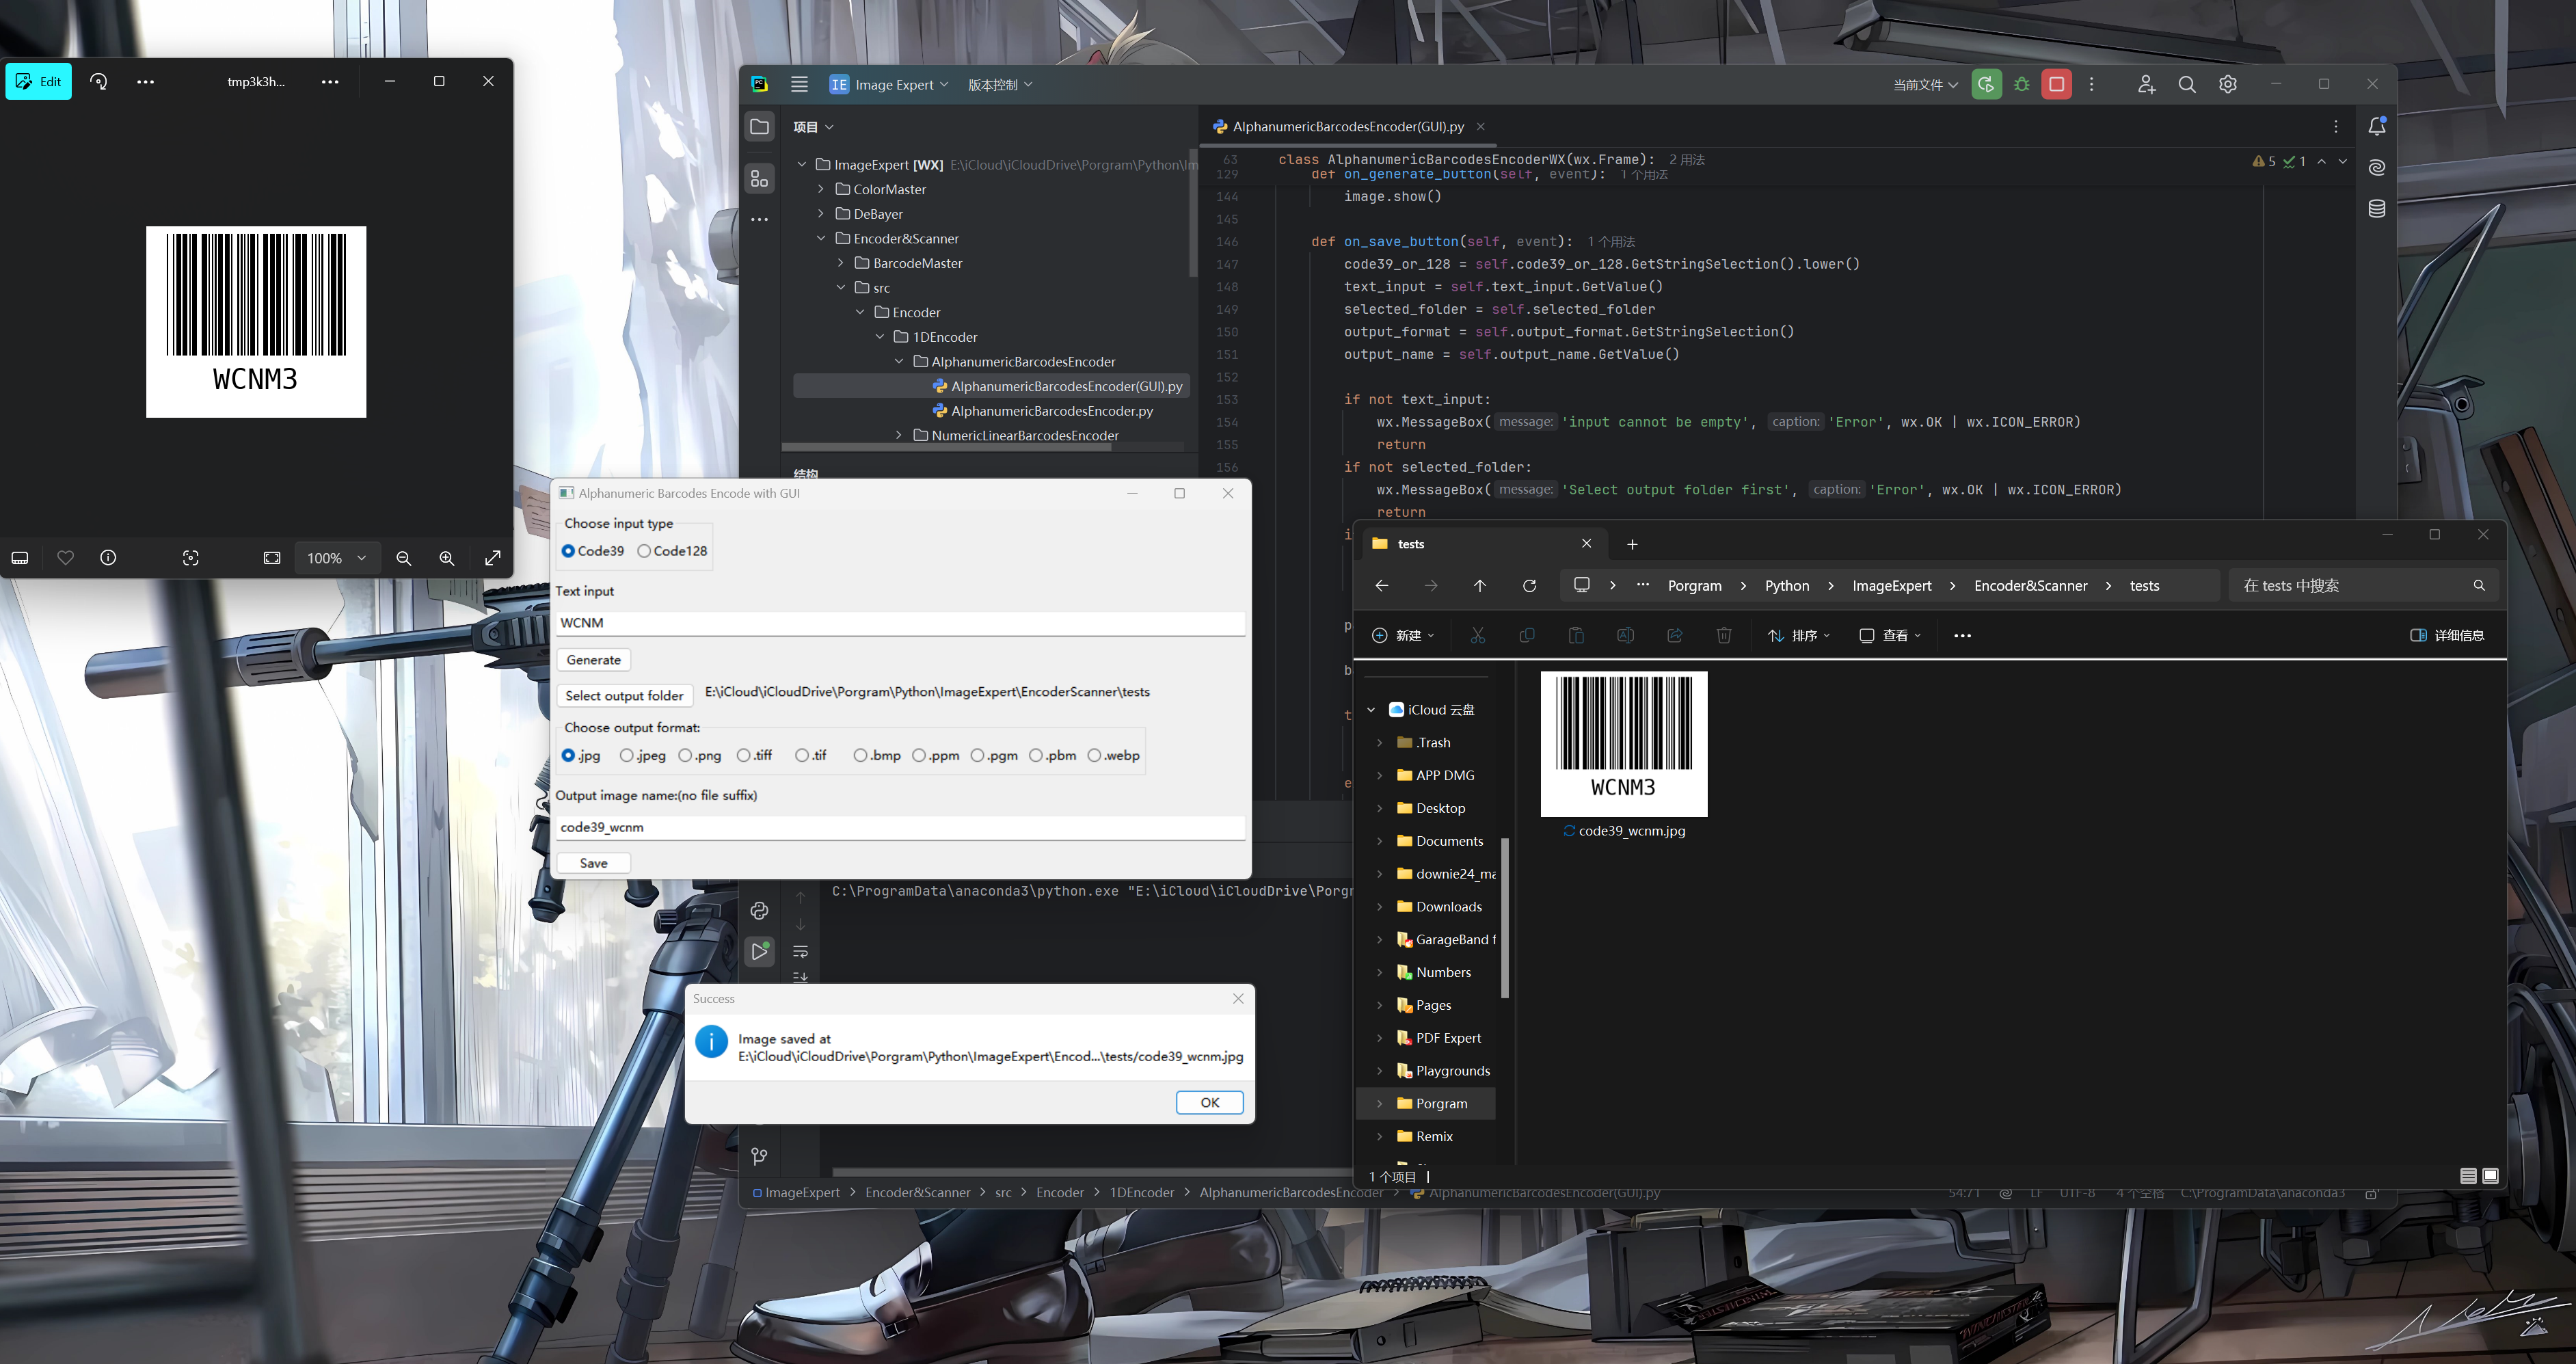 Edit
tmp3k3h...
WCNM3
100%
IE Image Expert
版本控制
当前文件
项目
AlphanumericBarcodesEncoder(GUI).py
ImageExpert [WX] E:\iCloud\iCloudDrive\Porgram\Python\Im
ColorMaster
DeBayer
Encoder&Scanner
BarcodeMaster
src
Encoder
1DEncoder
AlphanumericBarcodesEncoder
AlphanumericBarcodesEncoder(GUI).py
AlphanumericBarcodesEncoder.py
NumericLinearBarcodesEncoder
结构
5 1
63 class AlphanumericBarcodesEncoderWX(wx.Frame): 2 用法
129 def on_generate_button(self, event): 1 个用法
144 image.show()
145
146 def on_save_button(self, event): 1 个用法
147 code39_or_128 = self.code39_or_128.GetStringSelection().lower()
148 text_input = self.text_input.GetValue()
149 selected_folder = self.selected_folder
150 output_format = self.output_format.GetStringSelection()
151 output_name = self.output_name.GetValue()
152
153 if not text_input:
154 wx.MessageBox( message: 'input cannot be empty', caption: 'Error', wx.OK | wx.ICON_ERROR)
155 return
156 if not selected_folder:
wx.MessageBox( message: 'Select output folder first', caption: 'Error', wx.OK | wx.ICON_ERROR)
return
Alphanumeric Barcodes Encode with GUI
Choose input type
Code39 Code128
Text input
WCNM
Generate
Select output folder E:\iCloud\iCloudDrive\Porgram\Python\ImageExpert\EncoderScanner\tests
Choose output format:
.jpg .jpeg .png .tiff .tif .bmp .ppm .pgm .pbm .webp
Output image name:(no file suffix)
code39_wcnm
Save
C:\ProgramData\anaconda3\python.exe "E:\iCloud\iCloudDrive\Porgr
Success
Image saved at
E:\iCloud\iCloudDrive\Porgram\Python\ImageExpert\Encod...\tests/code39_wcnm.jpg
OK
tests
Porgram Python ImageExpert Encoder&Scanner tests
在 tests 中搜索
新建
排序
查看
详细信息
iCloud 云盘
.Trash
APP DMG
Desktop
Documents
downie24_ma
Downloads
GarageBand f
Numbers
Pages
PDF Expert
Playgrounds
Porgram
Remix
WCNM3
code39_wcnm.jpg
1 个项目
ImageExpert Encoder&Scanner src Encoder 1DEncoder AlphanumericBarcodesEncoder AlphanumericBarcodesEncoder(GUI).py
54:71 LF UTF-8 4 个空格 C:\ProgramData\anaconda3